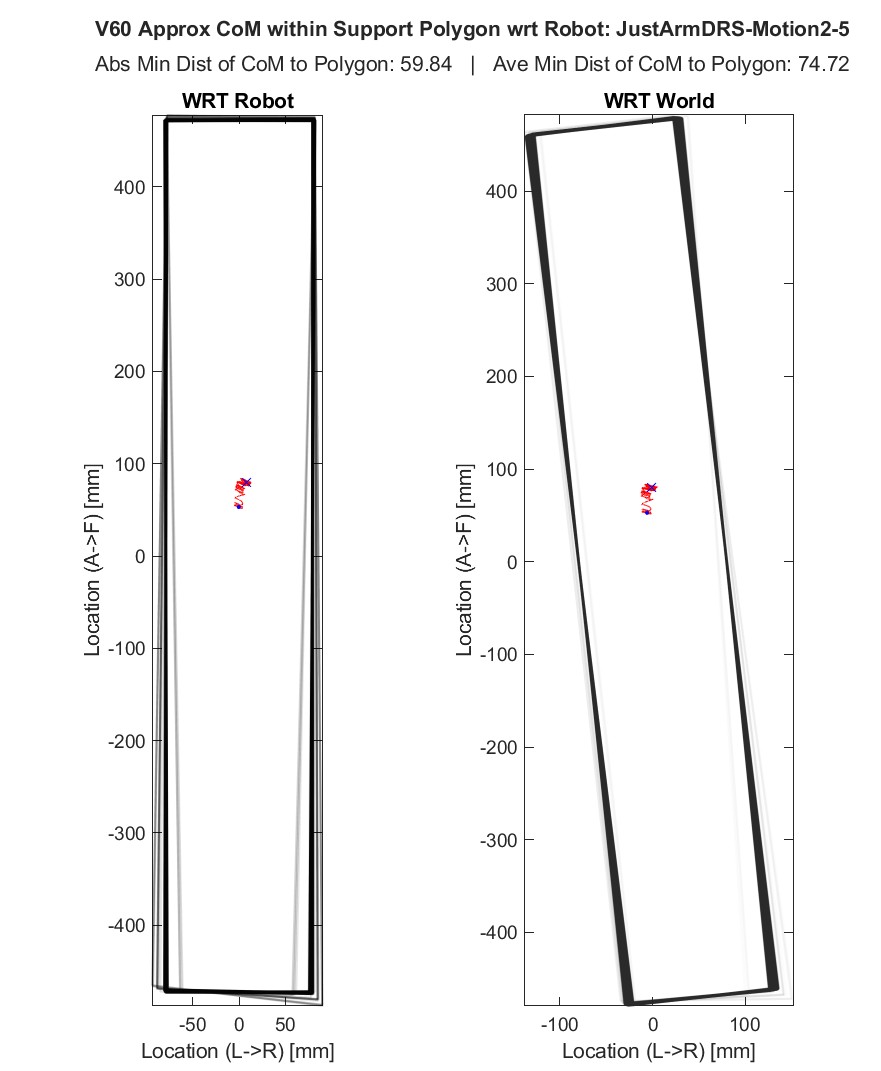 V60 Approx CoM within Support Polygon wrt Robot: JustArmDRS-Motion2-5
Abs Min Dist of CoM to Polygon: 59.84 | Ave Min Dist of CoM to Polygon: 74.72
WRT Robot
400
300
200
100
0
-100
-200
-300
-400
Location (A->F) [mm]
-50 0 50
Location (L->R) [mm]
WRT World
400
300
200
100
0
-100
-200
-300
-400
Location (A->F) [mm]
-100 0 100
Location (L->R) [mm]